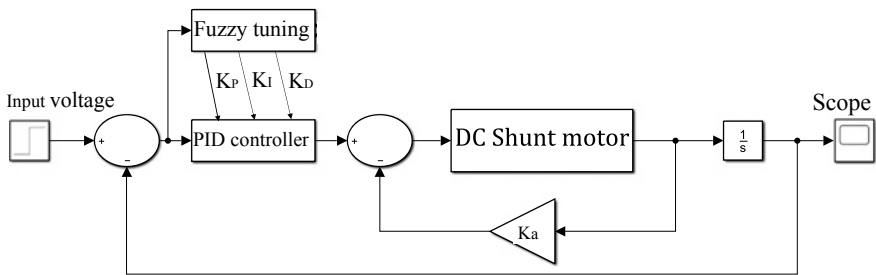 Fuzzy tuning
KP KI KD
Input voltage
Scope
+
−
PID controller
+
−
DC Shunt motor
1
s
Ka